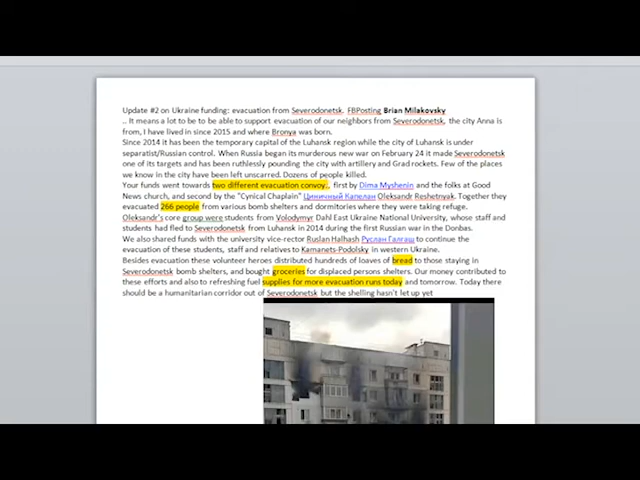 Update #2 on Ukraine funding: evacuation from Severodonetsk. FBPosting Brian Milakovsky
.. It means a lot to be to be able to support evacuation of our neighbors from Severodonetsk, the city Anna is
from, I have lived in since 2015 and where Bronya was born.
Since 2014 it has been the temporary capital of the Luhansk region while the city of Luhansk is under
separatist/Russian control. When Russia began its murderous new war on February 24 it made Severodonetsk
one of its targets and has been ruthlessly pounding the city with artillery and Grad rockets. Few of the places
we know in the city have been left unscarred. Dozens of people killed.
Your funds went towards two different evacuation convoy., first by Dima Myshenin and the folks at Good
News church, and second by the "Cynical Chaplain" Циничный Капелан Oleksandr Reshetnyak. Together they
evacuated 266 people from various bomb shelters and dormitories where they were taking refuge.
Oleksandr's core group were students from Volodymyr Dahl East Ukraine National University, whose staff and
students had fled to Severodonetsk from Luhansk in 2014 during the first Russian war in the Donbas.
We also shared funds with the university vice-rector Ruslan Halhash Руслан Галгаш to continue the
evacuation of these students, staff and relatives to Kamanets-Podolsky in western Ukraine.
Besides evacuation these volunteer heroes distributed hundreds of loaves of bread to those staying in
Severodonetsk bomb shelters, and bought groceries for displaced persons shelters. Our money contributed to
these efforts and also to refreshing fuel supplies for more evacuation runs today and tomorrow. Today there
should be a humanitarian corridor out of Severodonetsk but the shelling hasn't let up yet